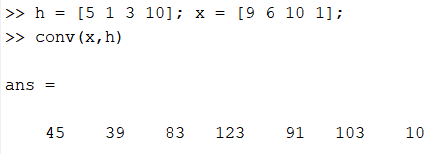 >> h = [5 1 3 10]; x = [9 6 10 1];
>> conv(x,h)
ans =
45 39 83 123 91 103 10